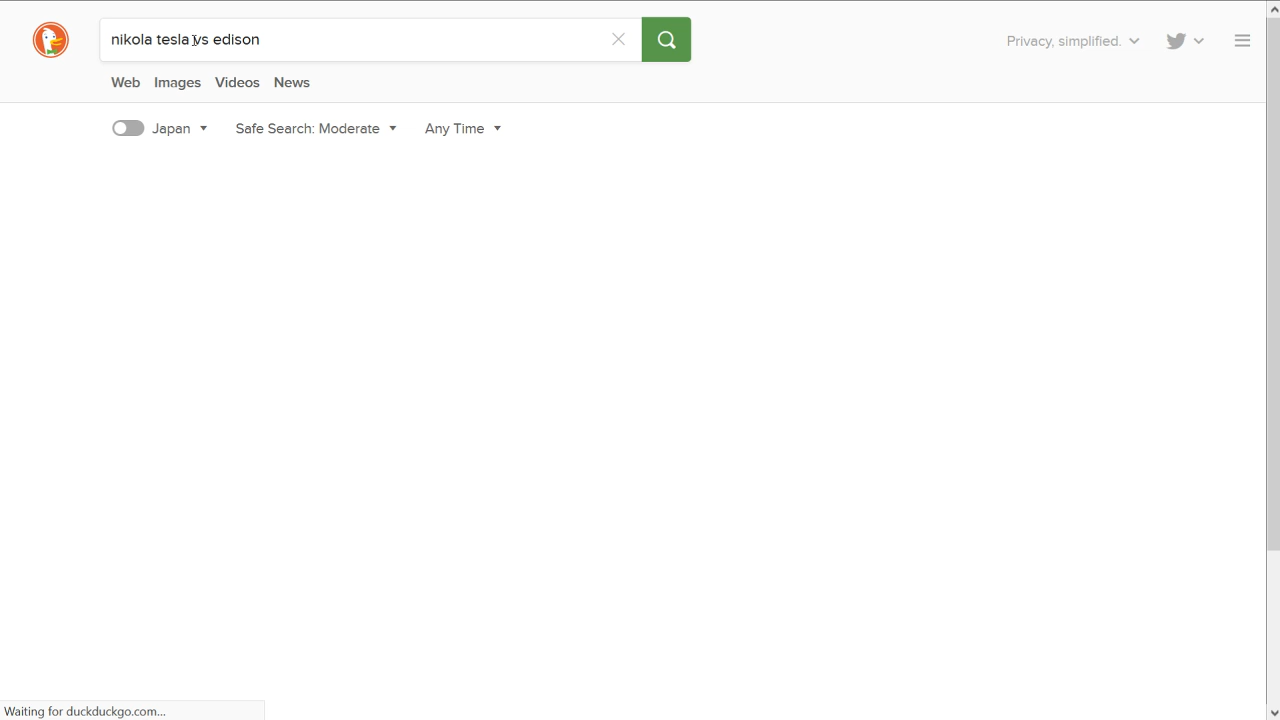 nikola tesla vs edison
Privacy, simplified.
Web Images Videos News
Japan Safe Search: Moderate Any Time
Waiting for duckduckgo.com...